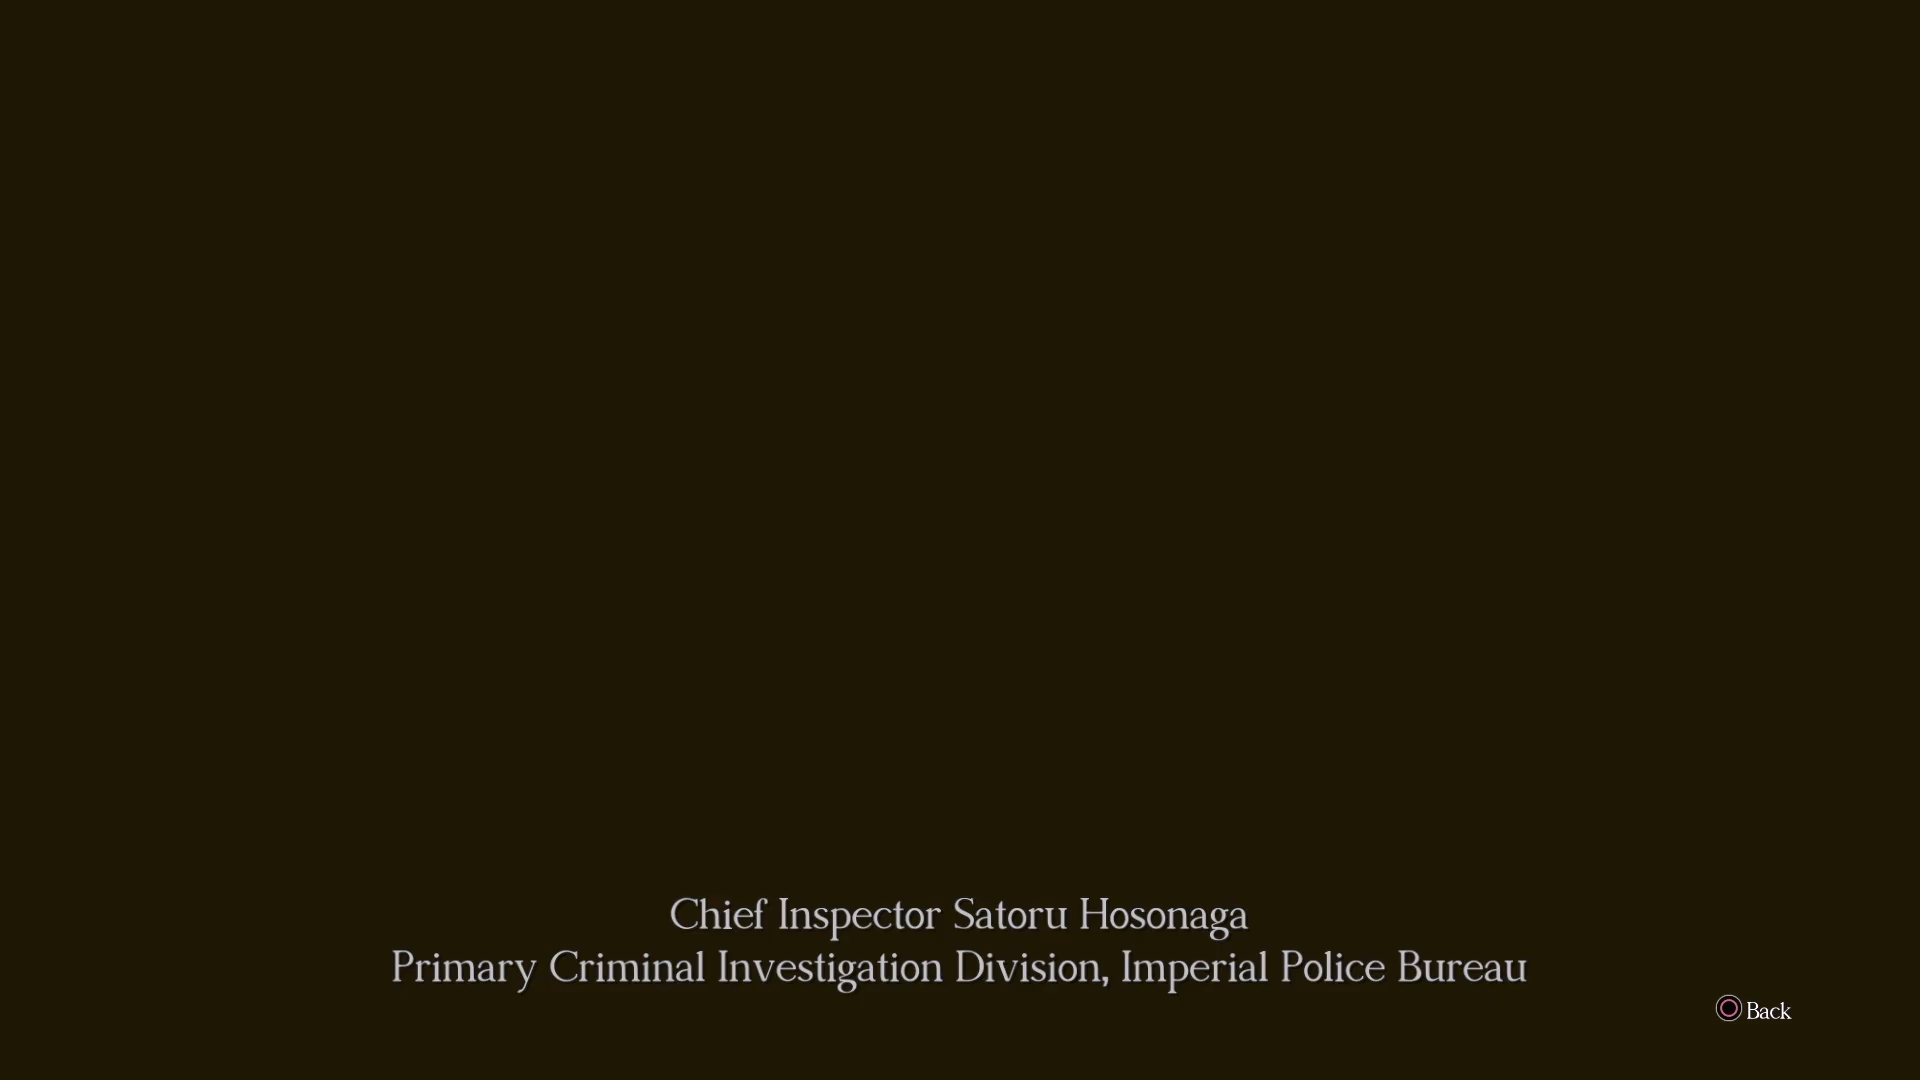 Chief Inspector Satoru Hosonaga
Primary Criminal Investigation Division, Imperial Police Bureau
Back